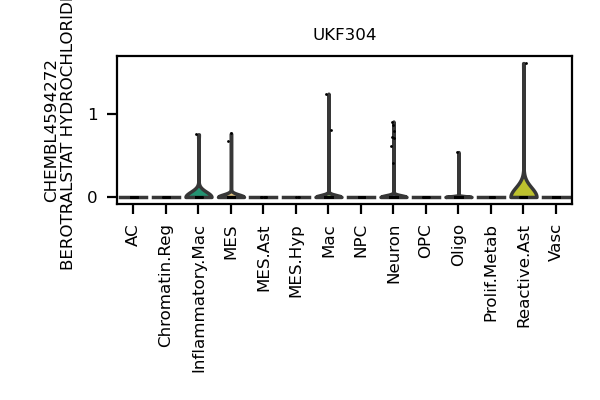 UKF304
CHEMBL4594272
BEROTRALSTAT HYDROCHLORID
1
0
AC
Chromatin.Reg
Inflammatory.Mac
MES
MES.Ast
MES.Hyp
Mac
NPC
Neuron
OPC
Oligo
Prolif.Metab
Reactive.Ast
Vasc